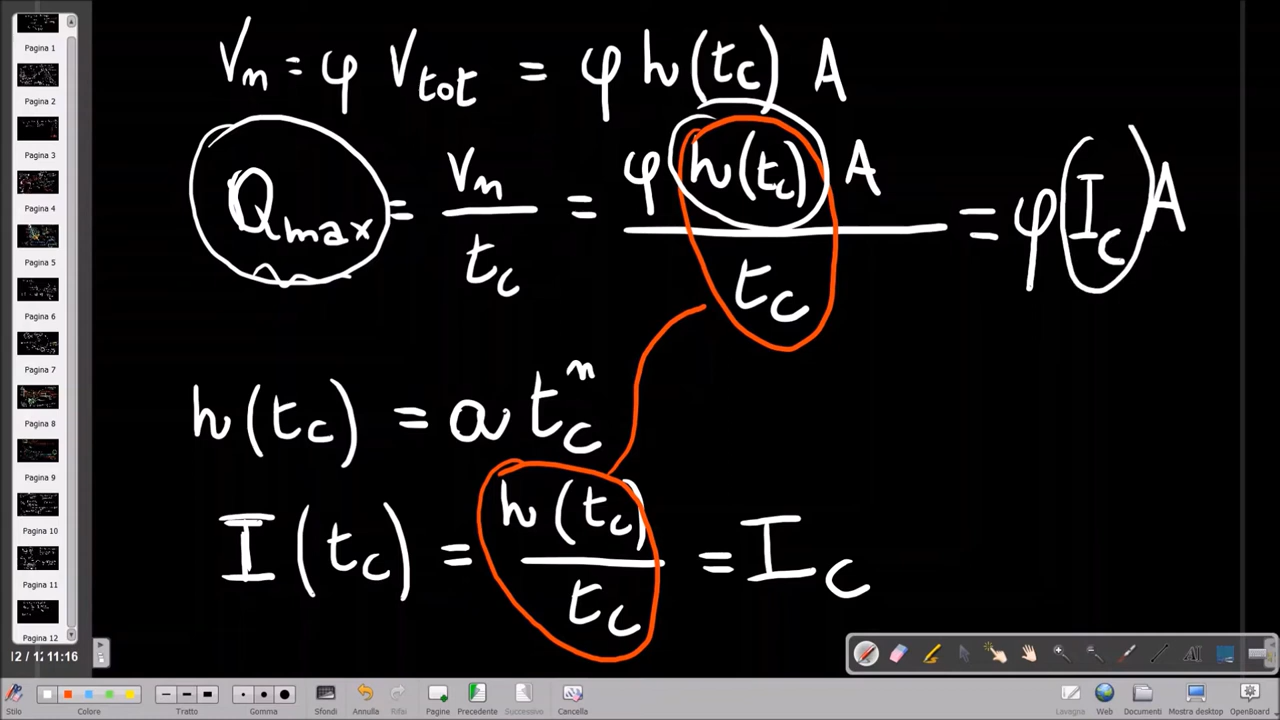 Vn = φ Vtot = φ h(tc) A
Qmax = Vn / tc = φ h(tc) A / tc = φ Ic A
h(tc) = a tc^n
I(tc) = h(tc) / tc = Ic
Pagina 1
Pagina 2
Pagina 3
Pagina 4
Pagina 5
Pagina 6
Pagina 7
Pagina 8
Pagina 9
Pagina 10
Pagina 11
Pagina 12
11:16
Stilo Colore Tratto Gomma Sfondi Annulla Rifai Pagine Precedente Successivo Cancella Lavagna Web Documenti Mostra desktop OpenBoard